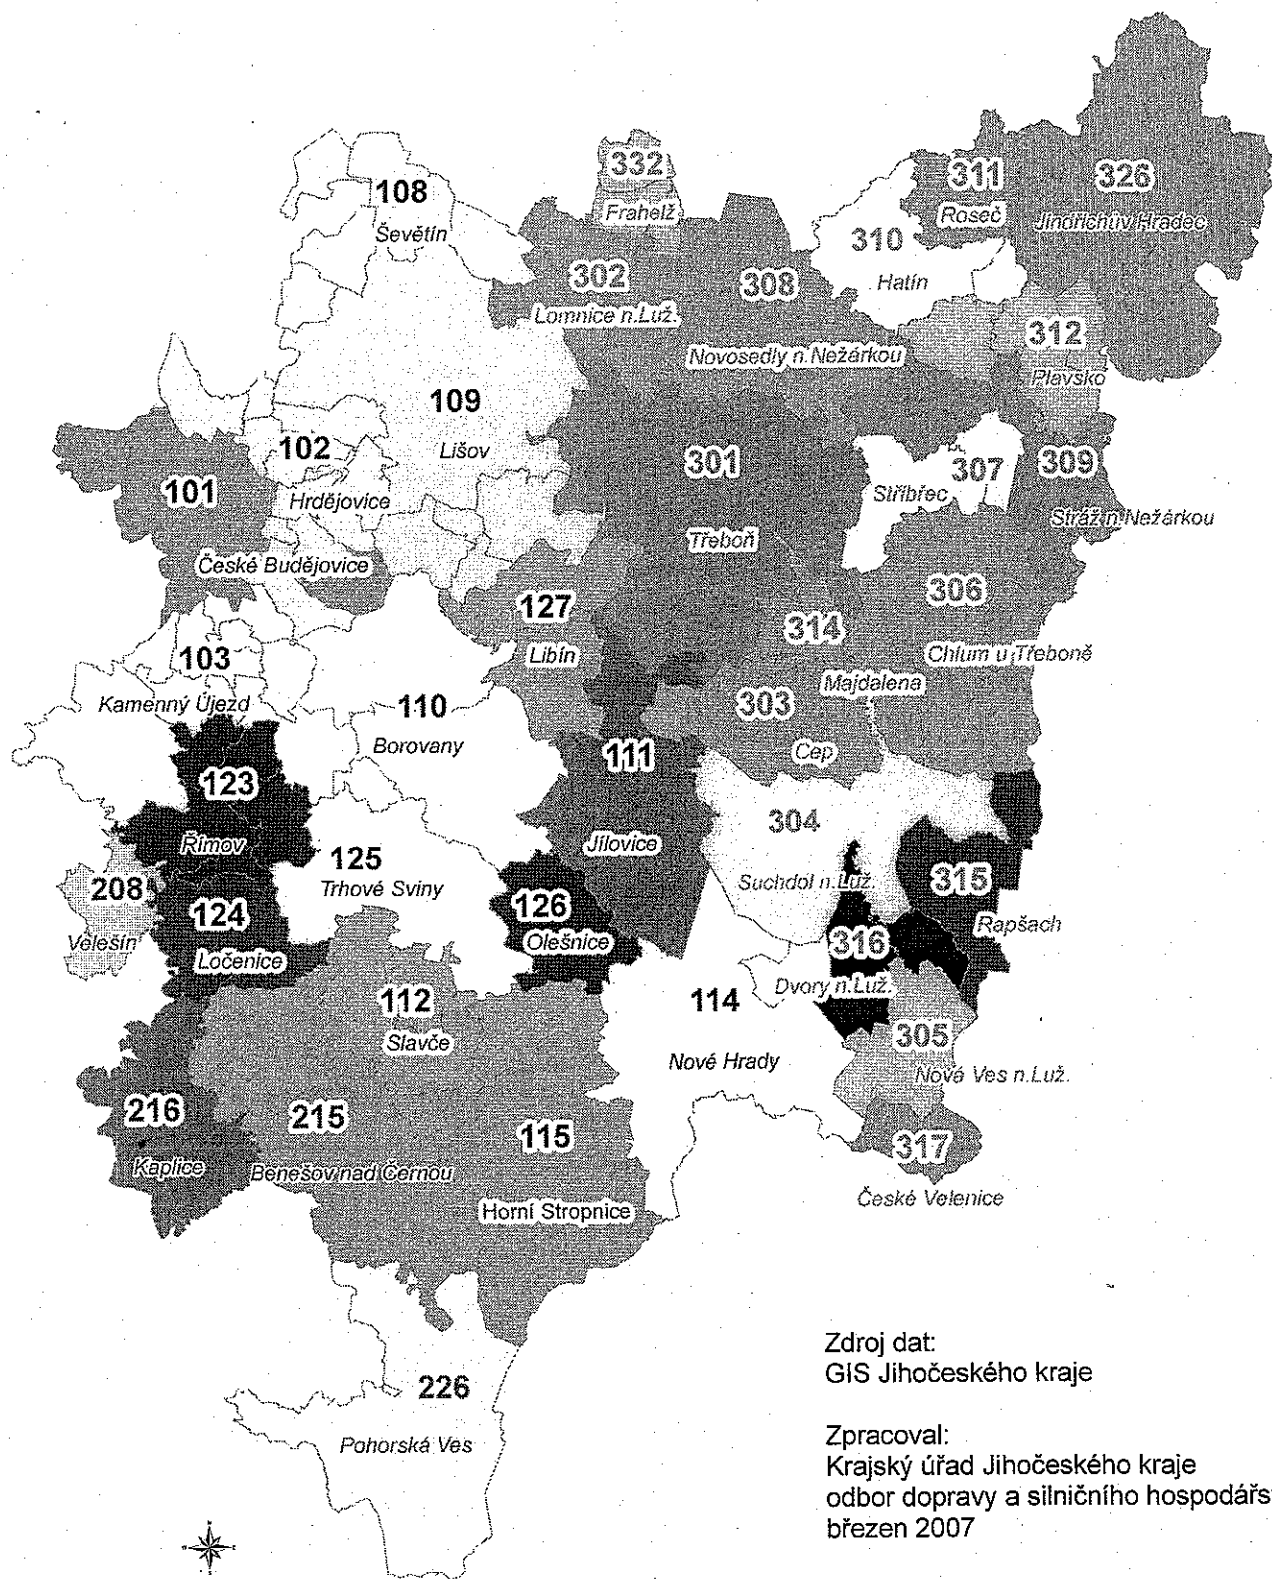 332
Frahelž
311
Roseč
326
Jindřichův Hradec
108
Ševětín
310
Hatín
302
Lomnice n.Luž.
308
Novosedly n.Nežárkou
312
Plavsko
109
Lišov
102
Hrdějovice
101
České Budějovice
301
Třeboň
307
Stříbřec
309
Stráž n.Nežárkou
306
Chlum u Třeboně
127
Libín
314
Majdalena
103
Kamenný Újezd
110
Borovany
303
Cep
111
Jílovice
123
Římov
304
Suchdol n.Luž.
125
Trhové Sviny
208
Velešín
124
Ločenice
126
Olešnice
315
Rapšach
316
Dvory n.Luž.
112
Slavče
114
Nové Hrady
305
Nová Ves n.Luž.
216
Kaplice
215
Benešov nad Černou
115
Horní Stropnice
317
České Velenice
226
Pohorská Ves
Zdroj dat:
GIS Jihočeského kraje
Zpracoval:
Krajský úřad Jihočeského kraje
odbor dopravy a silničního hospodářs
březen 2007